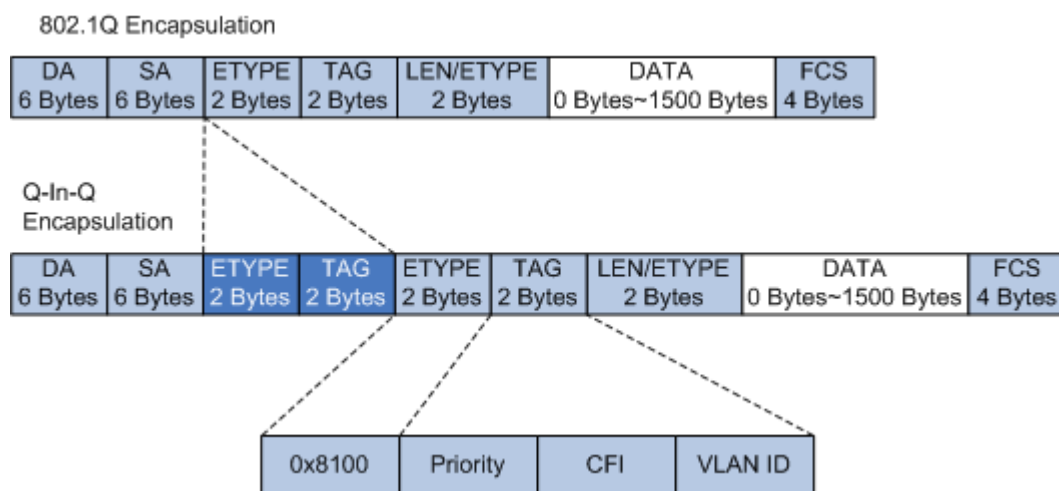 802.1Q Encapsulation
DA SA ETYPE TAG LEN/ETYPE DATA FCS
6 Bytes 6 Bytes 2 Bytes 2 Bytes 2 Bytes 0 Bytes~1500 Bytes 4 Bytes
Q-In-Q
Encapsulation
DA SA ETYPE TAG ETYPE TAG LEN/ETYPE DATA FCS
6 Bytes 6 Bytes 2 Bytes 2 Bytes 2 Bytes 2 Bytes 2 Bytes 0 Bytes~1500 Bytes 4 Bytes
0x8100 Priority CFI VLAN ID